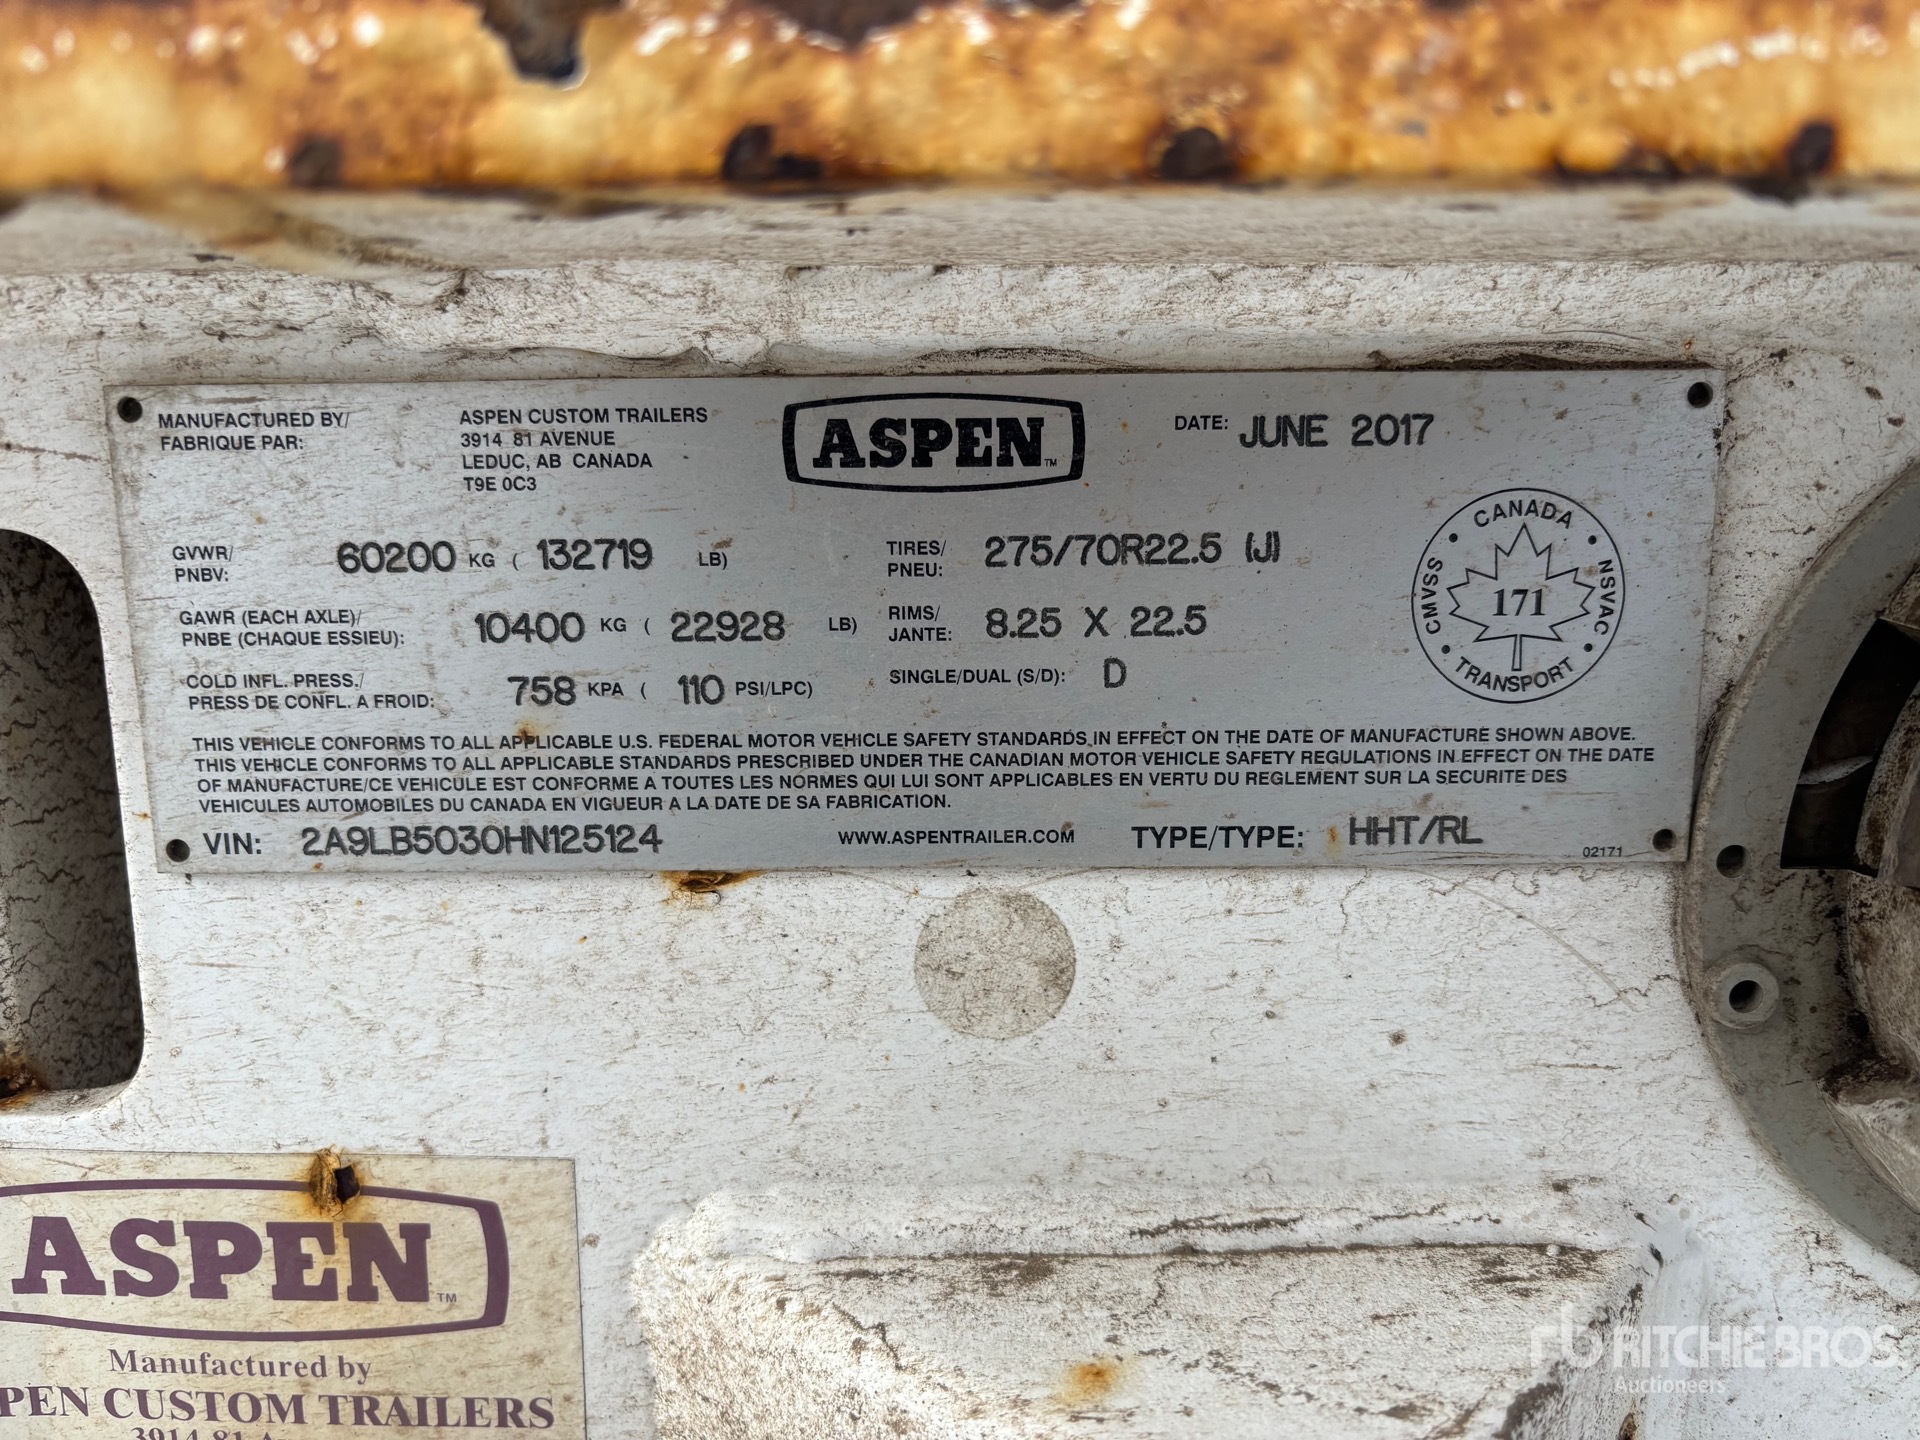 MANUFACTURED BY/
FABRIQUE PAR:
ASPEN CUSTOM TRAILERS
3914 81 AVENUE
LEDUC, AB CANADA
T9E 0C3
ASPEN™
DATE: JUNE 2017
GVWR/
PNBV:
60200 KG ( 132719 LB)
TIRES/
PNEU:
275/70R22.5 (J)
GAWR (EACH AXLE)/
PNBE (CHAQUE ESSIEU):
10400 KG ( 22928 LB)
RIMS/
JANTE:
8.25 X 22.5
COLD INFL. PRESS./
PRESS DE CONFL. A FROID:
758 KPA ( 110 PSI/LPC)
SINGLE/DUAL (S/D): D
CANADA
CMVSS
171
NSVAC
TRANSPORT
THIS VEHICLE CONFORMS TO ALL APPLICABLE U.S. FEDERAL MOTOR VEHICLE SAFETY STANDARDS IN EFFECT ON THE DATE OF MANUFACTURE SHOWN ABOVE.
THIS VEHICLE CONFORMS TO ALL APPLICABLE STANDARDS PRESCRIBED UNDER THE CANADIAN MOTOR VEHICLE SAFETY REGULATIONS IN EFFECT ON THE DATE
OF MANUFACTURE/CE VEHICULE EST CONFORME A TOUTES LES NORMES QUI LUI SONT APPLICABLES EN VERTU DU REGLEMENT SUR LA SECURITE DES
VEHICULES AUTOMOBILES DU CANADA EN VIGUEUR A LA DATE DE SA FABRICATION.
VIN: 2A9LB5030HN125124
WWW.ASPENTRAILER.COM
TYPE/TYPE: HHT/RL
02171
ASPEN™
Manufactured by
PEN CUSTOM TRAILERS
3914 81
rb RITCHIE BROS.
Auctioneers